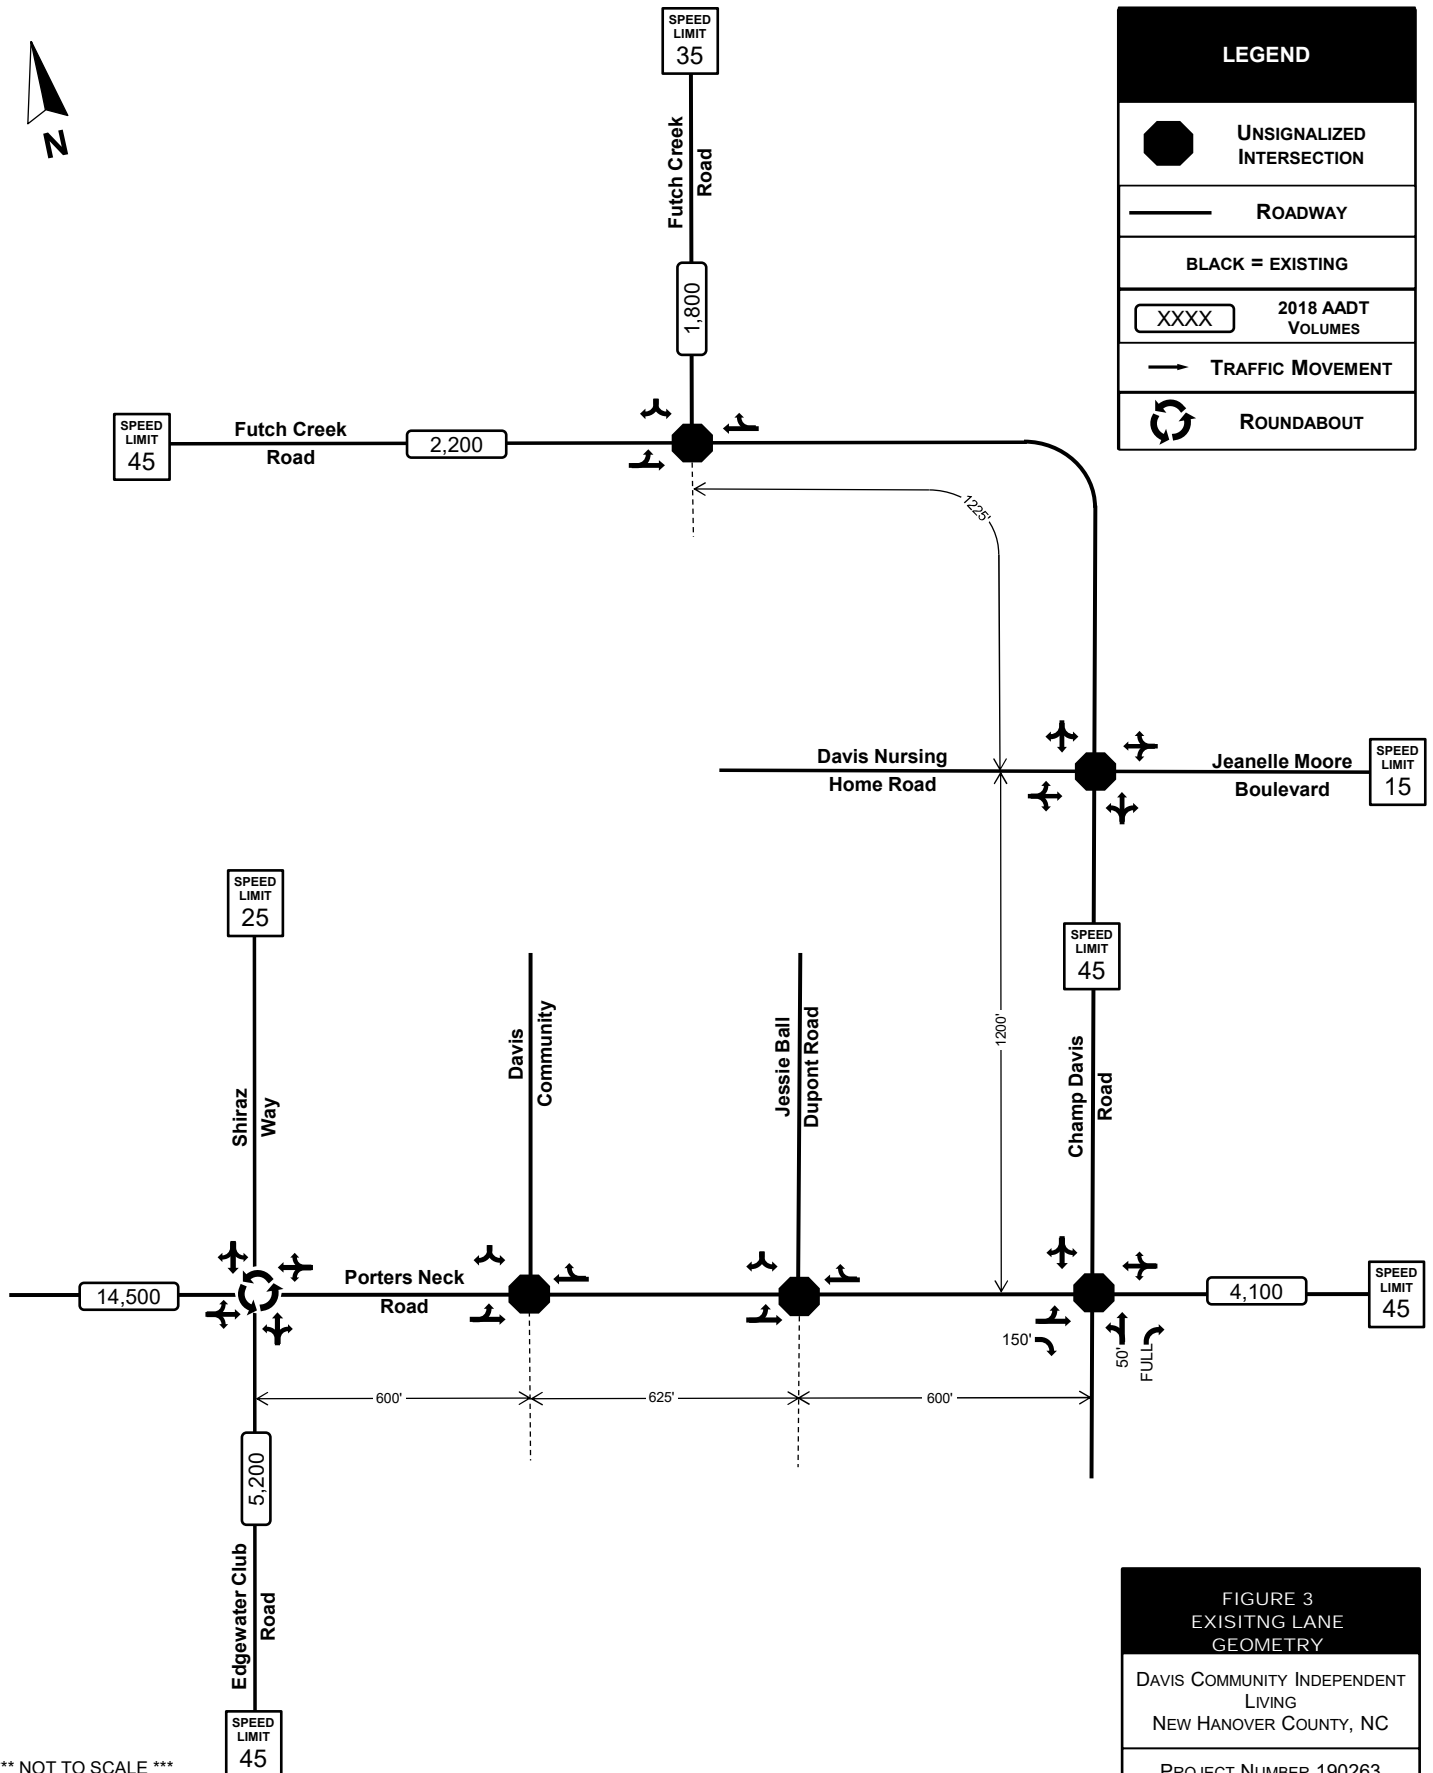 SPEED
LIMIT
35
N
Futch Creek
Road
1,800
LEGEND
UNSIGNALIZED
INTERSECTION
ROADWAY
BLACK = EXISTING
XXXX
2018 AADT
VOLUMES
TRAFFIC MOVEMENT
ROUNDABOUT
SPEED
LIMIT
45
Futch Creek
Road
2,200
1225'
Davis Nursing
Home Road
Jeanelle Moore
Boulevard
SPEED
LIMIT
15
SPEED
LIMIT
25
SPEED
LIMIT
45
Shiraz
Way
Davis
Community
Jessie Ball
Dupont Road
1200'
Champ Davis
Road
14,500
Porters Neck
Road
4,100
SPEED
LIMIT
45
150'
50'
FULL
600'
625'
600'
5,200
Edgewater Club
Road
SPEED
LIMIT
45
** NOT TO SCALE ***
FIGURE 3
EXISITNG LANE
GEOMETRY
DAVIS COMMUNITY INDEPENDENT
LIVING
NEW HANOVER COUNTY, NC
PROJECT NUMBER 190263